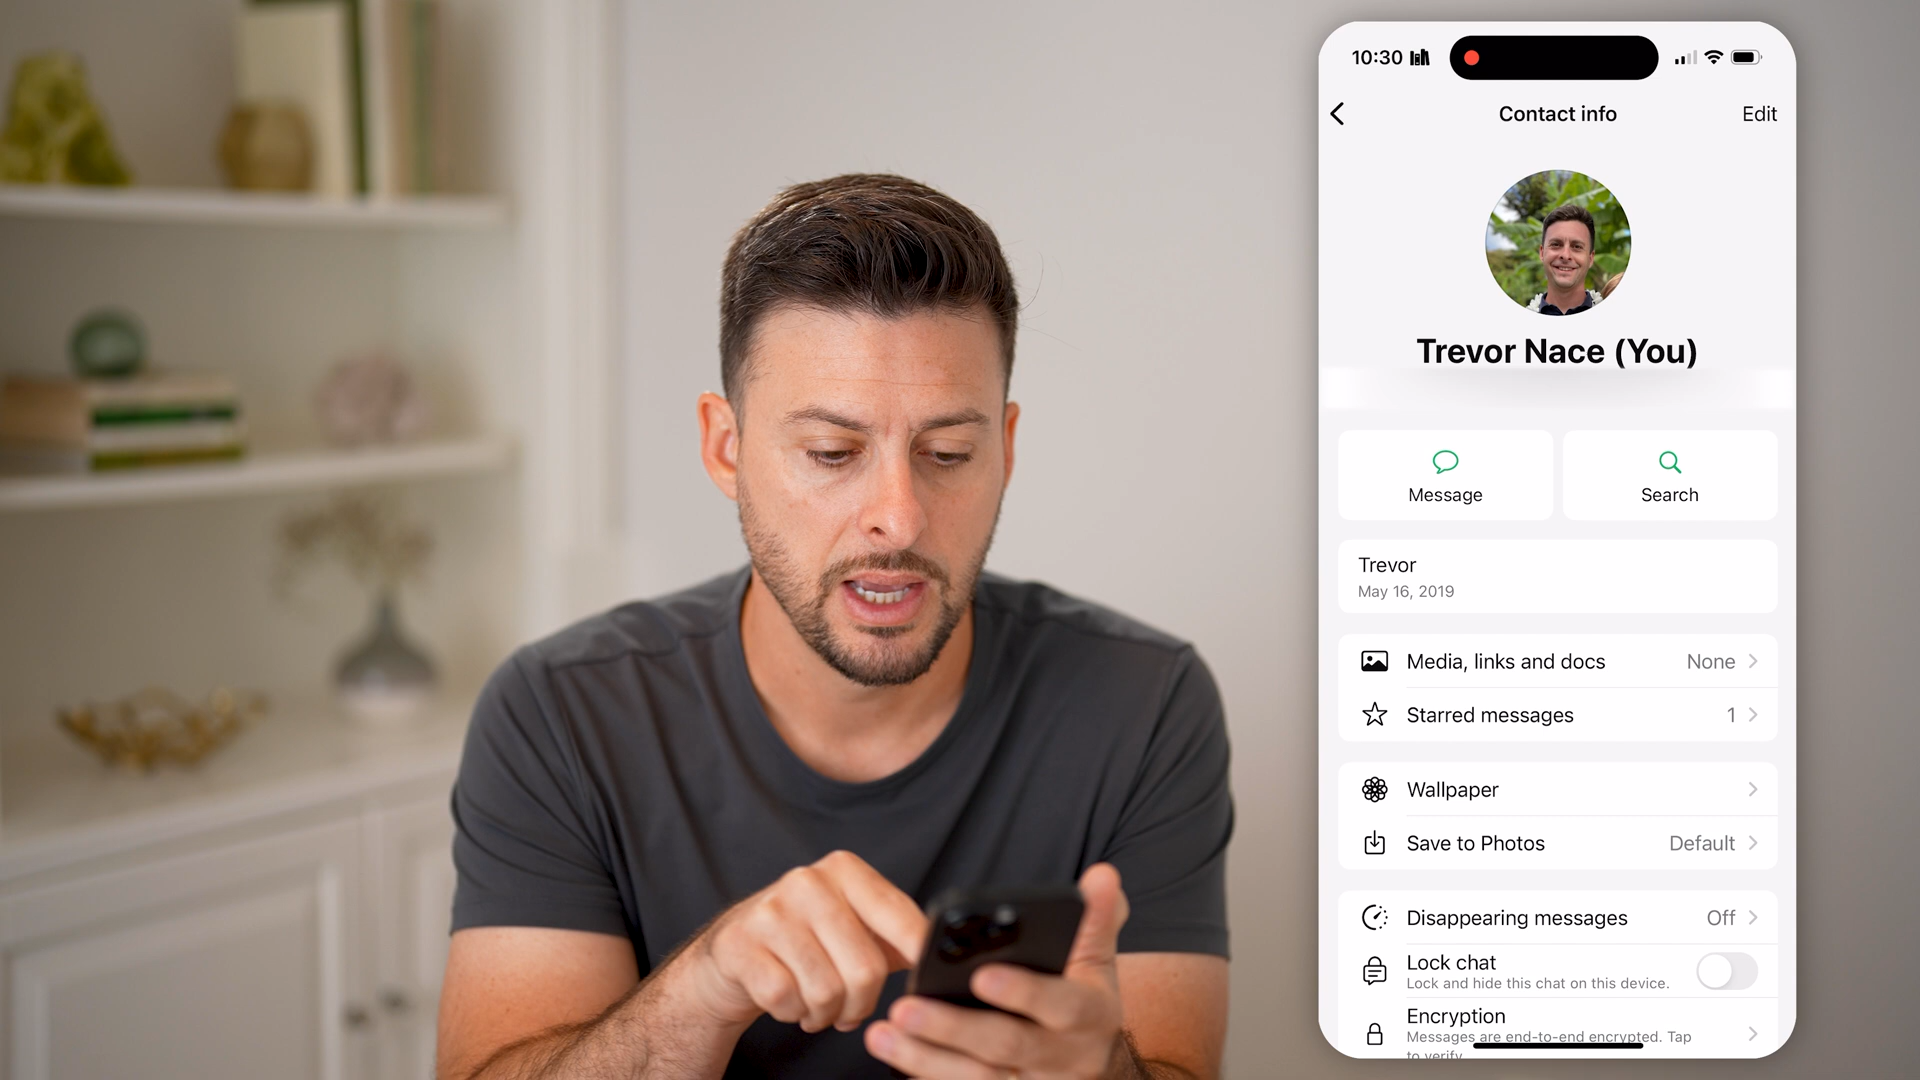 10:30
Contact info
Edit
Trevor Nace (You)
Message
Search
Trevor
May 16, 2019
Media, links and docs
None
Starred messages
1
Wallpaper
Save to Photos
Default
Disappearing messages
Off
Lock chat
Lock and hide this chat on this device.
Encryption
Messages are end-to-end encrypted. Tap
to verify